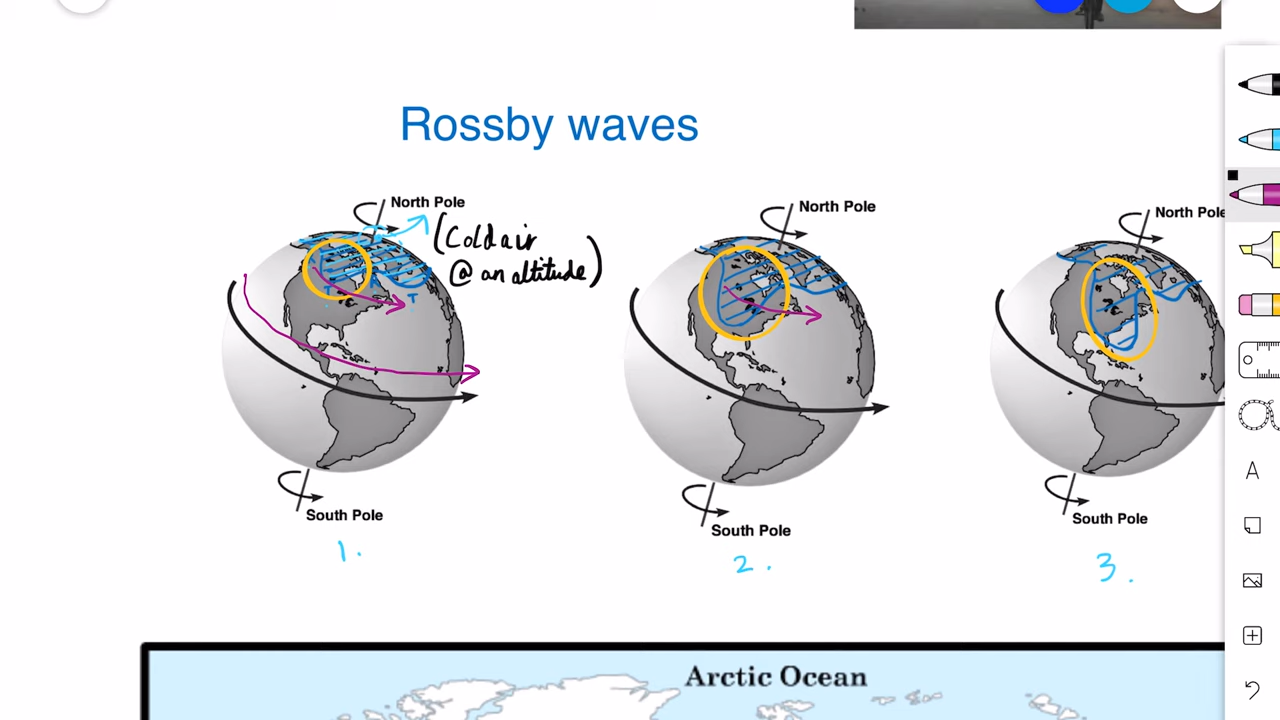 Rossby waves
North Pole
(Cold air
@ an altitude)
South Pole
1.
North Pole
South Pole
2.
North Pole
South Pole
3.
Arctic Ocean
A